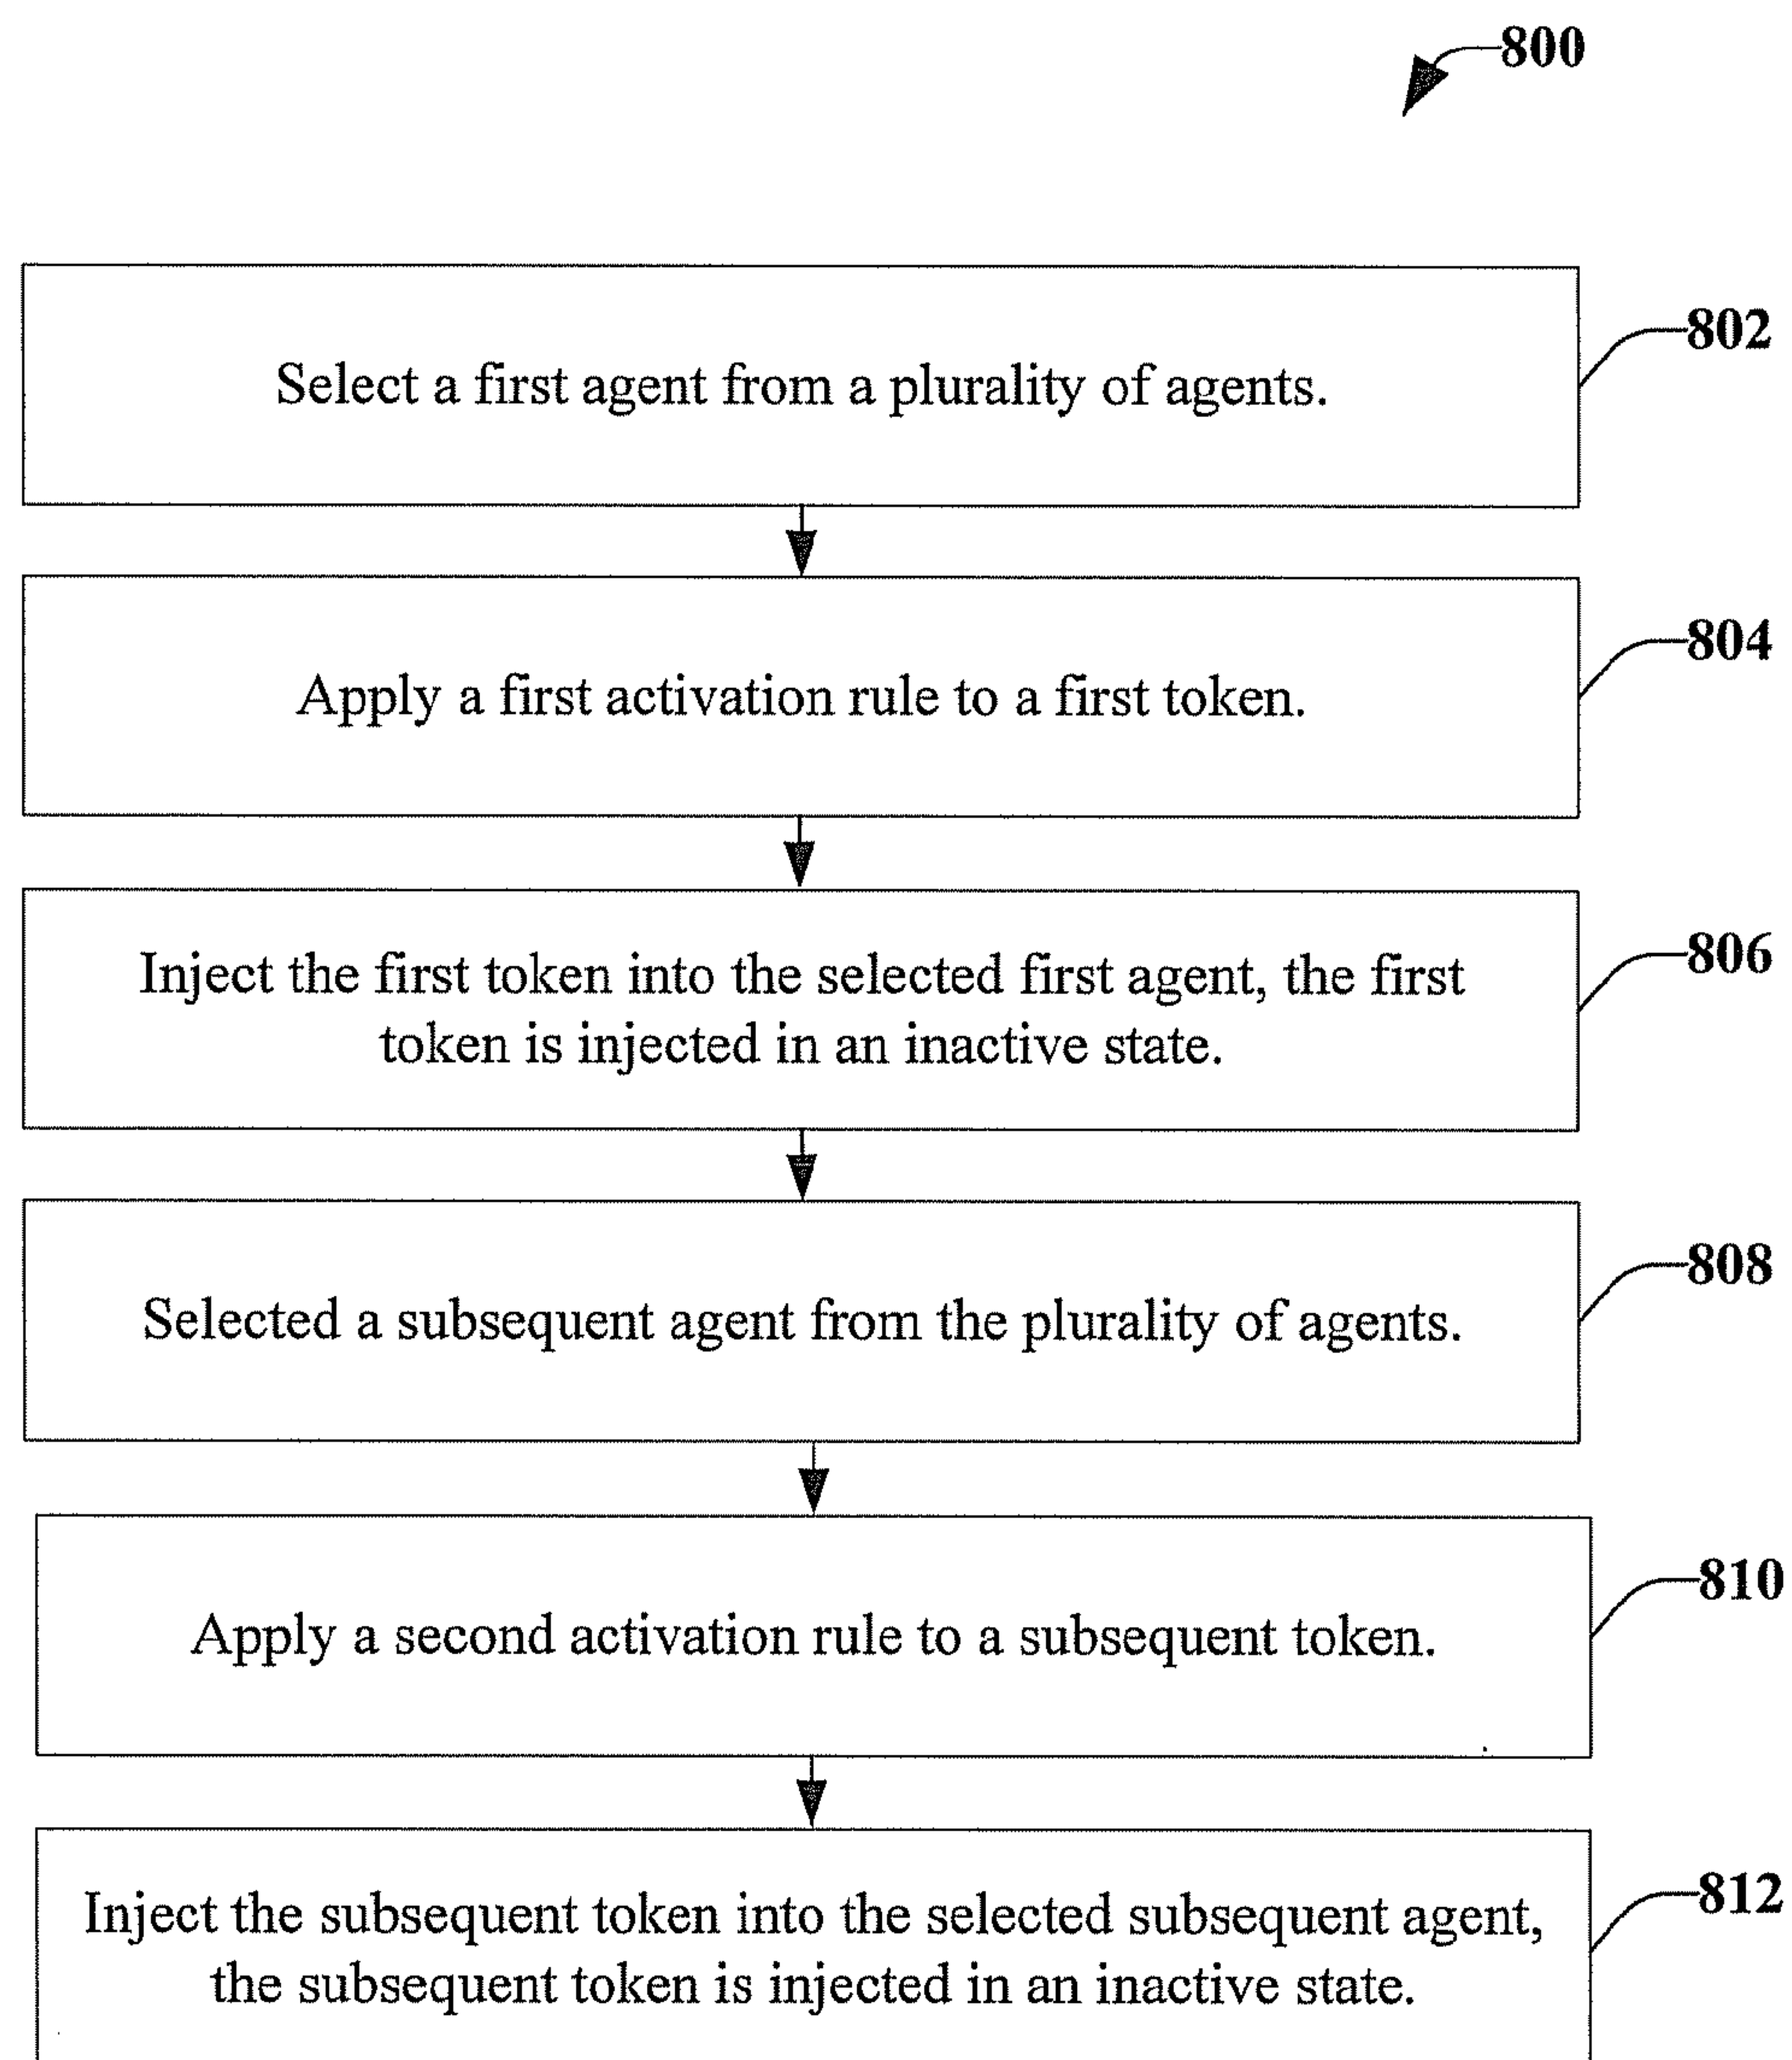 800
Select a first agent from a plurality of agents.
802
Apply a first activation rule to a first token.
804
Inject the first token into the selected first agent, the first
token is injected in an inactive state.
806
Selected a subsequent agent from the plurality of agents.
808
Apply a second activation rule to a subsequent token.
810
Inject the subsequent token into the selected subsequent agent,
the subsequent token is injected in an inactive state.
812